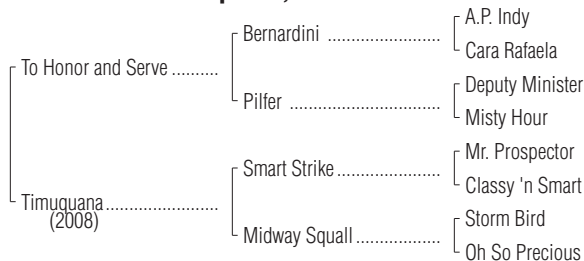 A.P. Indy
Bernardini ....................
Cara Rafaela
To Honor and Serve ..........
Deputy Minister
Pilfer ................................
Misty Hour
Mr. Prospector
Smart Strike ..................
Classy 'n Smart
Timuquana........................
(2008)
Storm Bird
Midway Squall ................
Oh So Precious